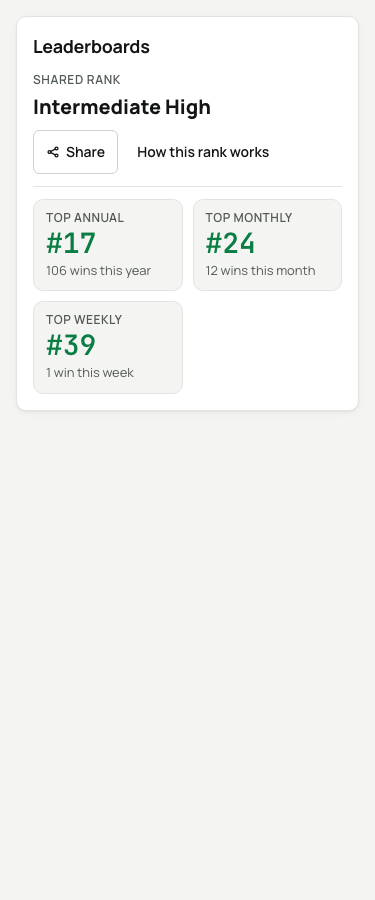 Leaderboards
SHARED RANK
Intermediate High
Share
How this rank works
TOP ANNUAL
#17
106 wins this year
TOP MONTHLY
#24
12 wins this month
TOP WEEKLY
#39
1 win this week